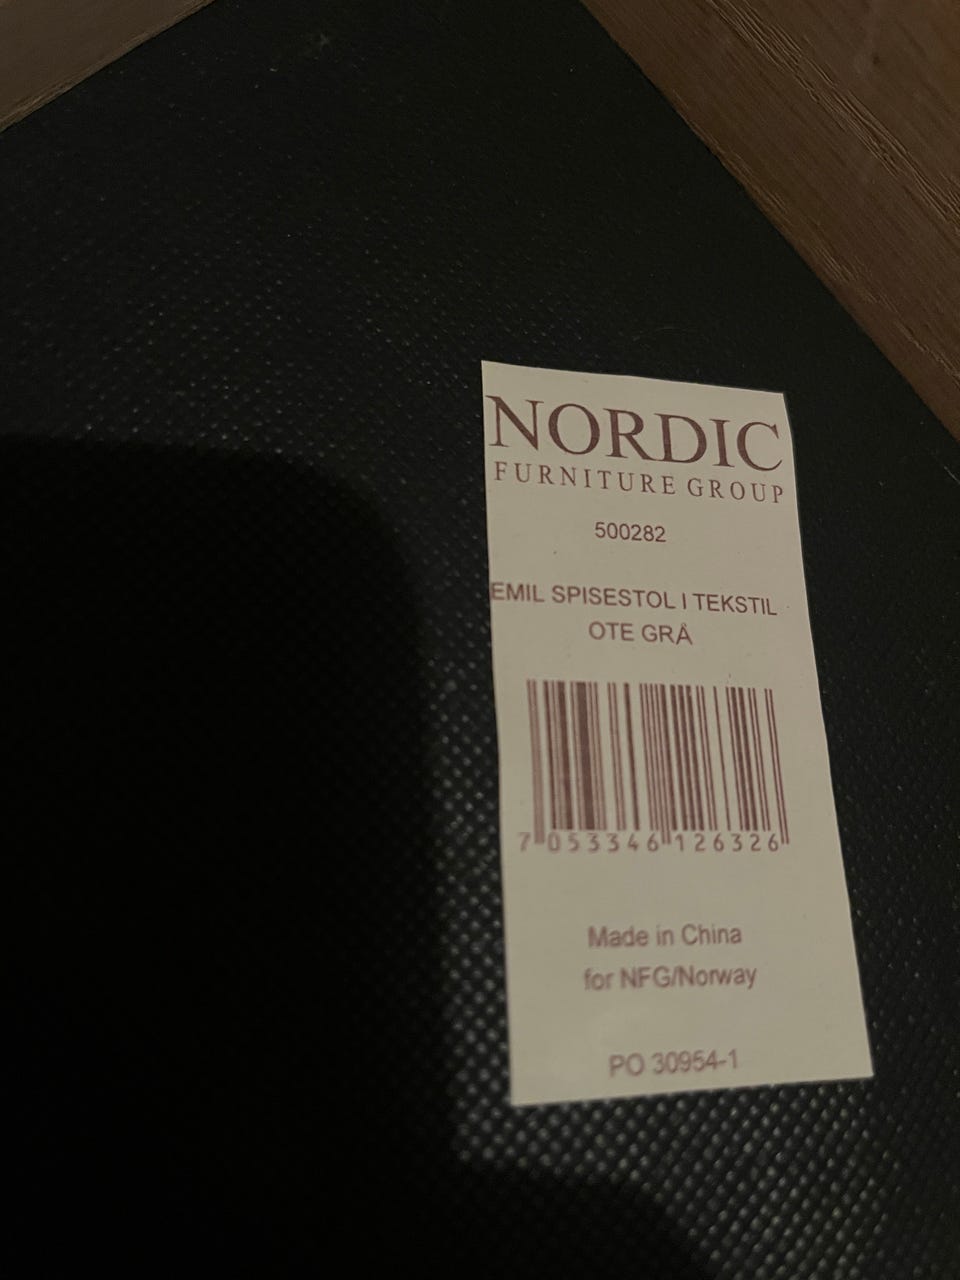 NORDIC
FURNITURE GROUP
500282
EMIL SPISESTOL I TEKSTIL
OTE GRÅ
7 053346 126326
Made in China
for NFG/Norway
PO 30954-1